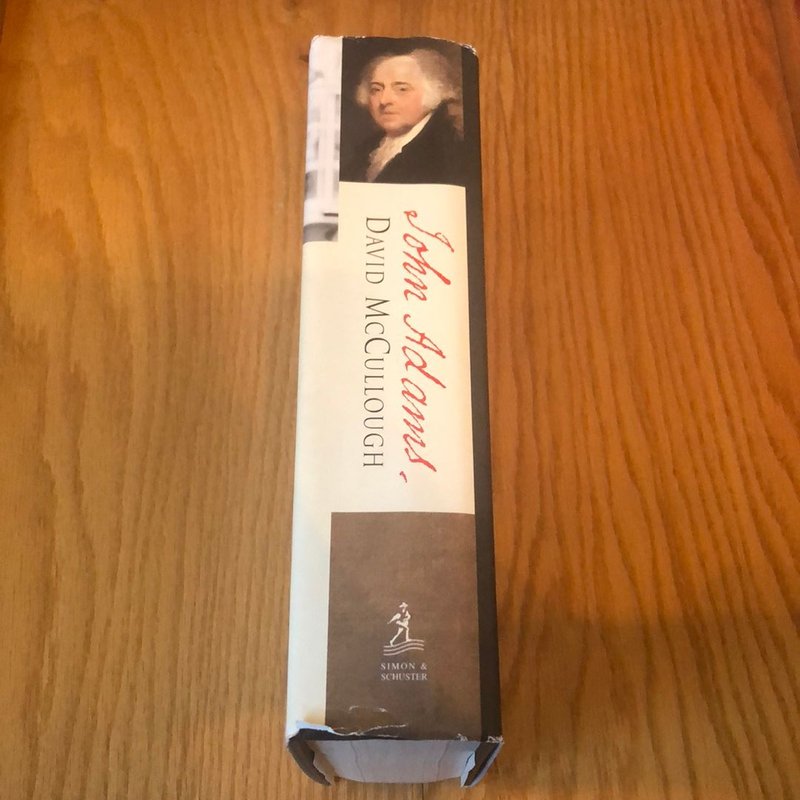 John Adams.
DAVID MCCULLOUGH
SIMON &
SCHUSTER